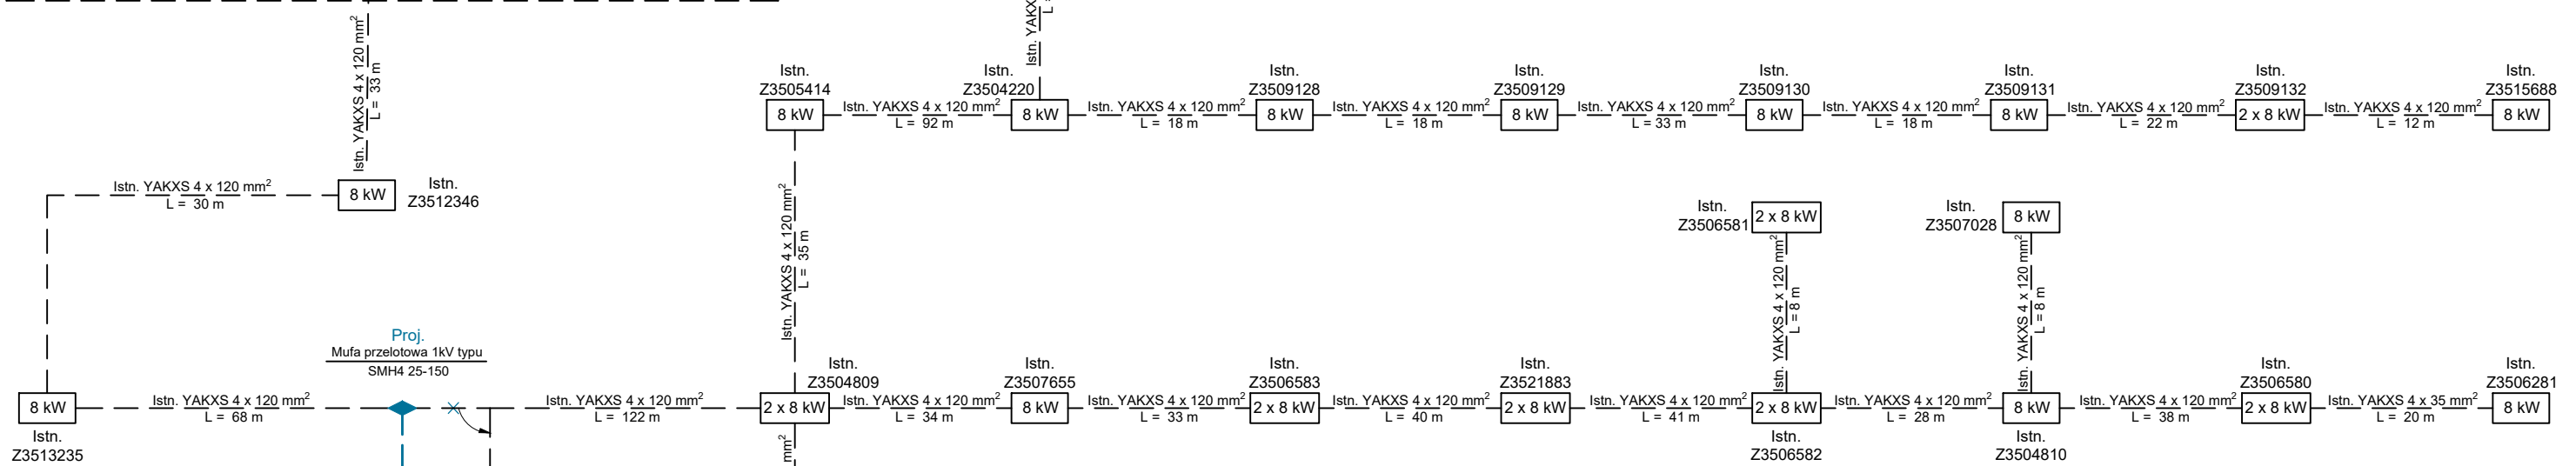 Istn. YAKXS 4 x 120 mm²
L = 33 m
Istn. YAKX
L =
Istn.
Z3505414
8 kW
Istn. YAKXS 4 x 120 mm²
L = 92 m
Istn.
Z3504220
8 kW
Istn. YAKXS 4 x 120 mm²
L = 18 m
Istn.
Z3509128
8 kW
Istn. YAKXS 4 x 120 mm²
L = 18 m
Istn.
Z3509129
8 kW
Istn. YAKXS 4 x 120 mm²
L = 33 m
Istn.
Z3509130
8 kW
Istn. YAKXS 4 x 120 mm²
L = 18 m
Istn.
Z3509131
8 kW
Istn. YAKXS 4 x 120 mm²
L = 22 m
Istn.
Z3509132
2 x 8 kW
Istn. YAKXS 4 x 120 mm²
L = 12 m
Istn.
Z3515688
8 kW
Istn. YAKXS 4 x 120 mm²
L = 30 m
8 kW
Istn.
Z3512346
Istn. YAKXS 4 x 120 mm²
L = 35 m
Istn.
Z3506581
2 x 8 kW
Istn. YAKXS 4 x 120 mm²
L = 8 m
Istn.
Z3507028
8 kW
Istn. YAKXS 4 x 120 mm²
L = 8 m
Proj.
Mufa przelotowa 1kV typu
SMH4 25-150
8 kW
Istn.
Z3513235
Istn. YAKXS 4 x 120 mm²
L = 68 m
Istn. YAKXS 4 x 120 mm²
L = 122 m
Istn.
Z3504809
2 x 8 kW
mm²
Istn. YAKXS 4 x 120 mm²
L = 34 m
Istn.
Z3507655
8 kW
Istn. YAKXS 4 x 120 mm²
L = 33 m
Istn.
Z3506583
2 x 8 kW
Istn. YAKXS 4 x 120 mm²
L = 40 m
Istn.
Z3521883
2 x 8 kW
Istn. YAKXS 4 x 120 mm²
L = 41 m
2 x 8 kW
Istn.
Z3506582
Istn. YAKXS 4 x 120 mm²
L = 28 m
8 kW
Istn.
Z3504810
Istn. YAKXS 4 x 120 mm²
L = 38 m
Istn.
Z3506580
2 x 8 kW
Istn. YAKXS 4 x 35 mm²
L = 20 m
Istn.
Z3506281
8 kW